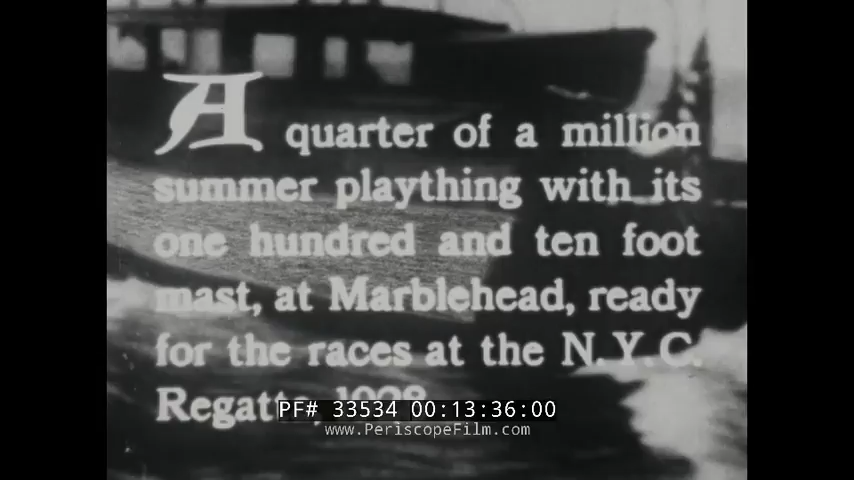 A quarter of a million
summer plaything with its
one hundred and ten foot
mast, at Marblehead, ready
for the races at the N.Y.C.
PF# 33534 00:13:36:00
www.PeriscopeFilm.com